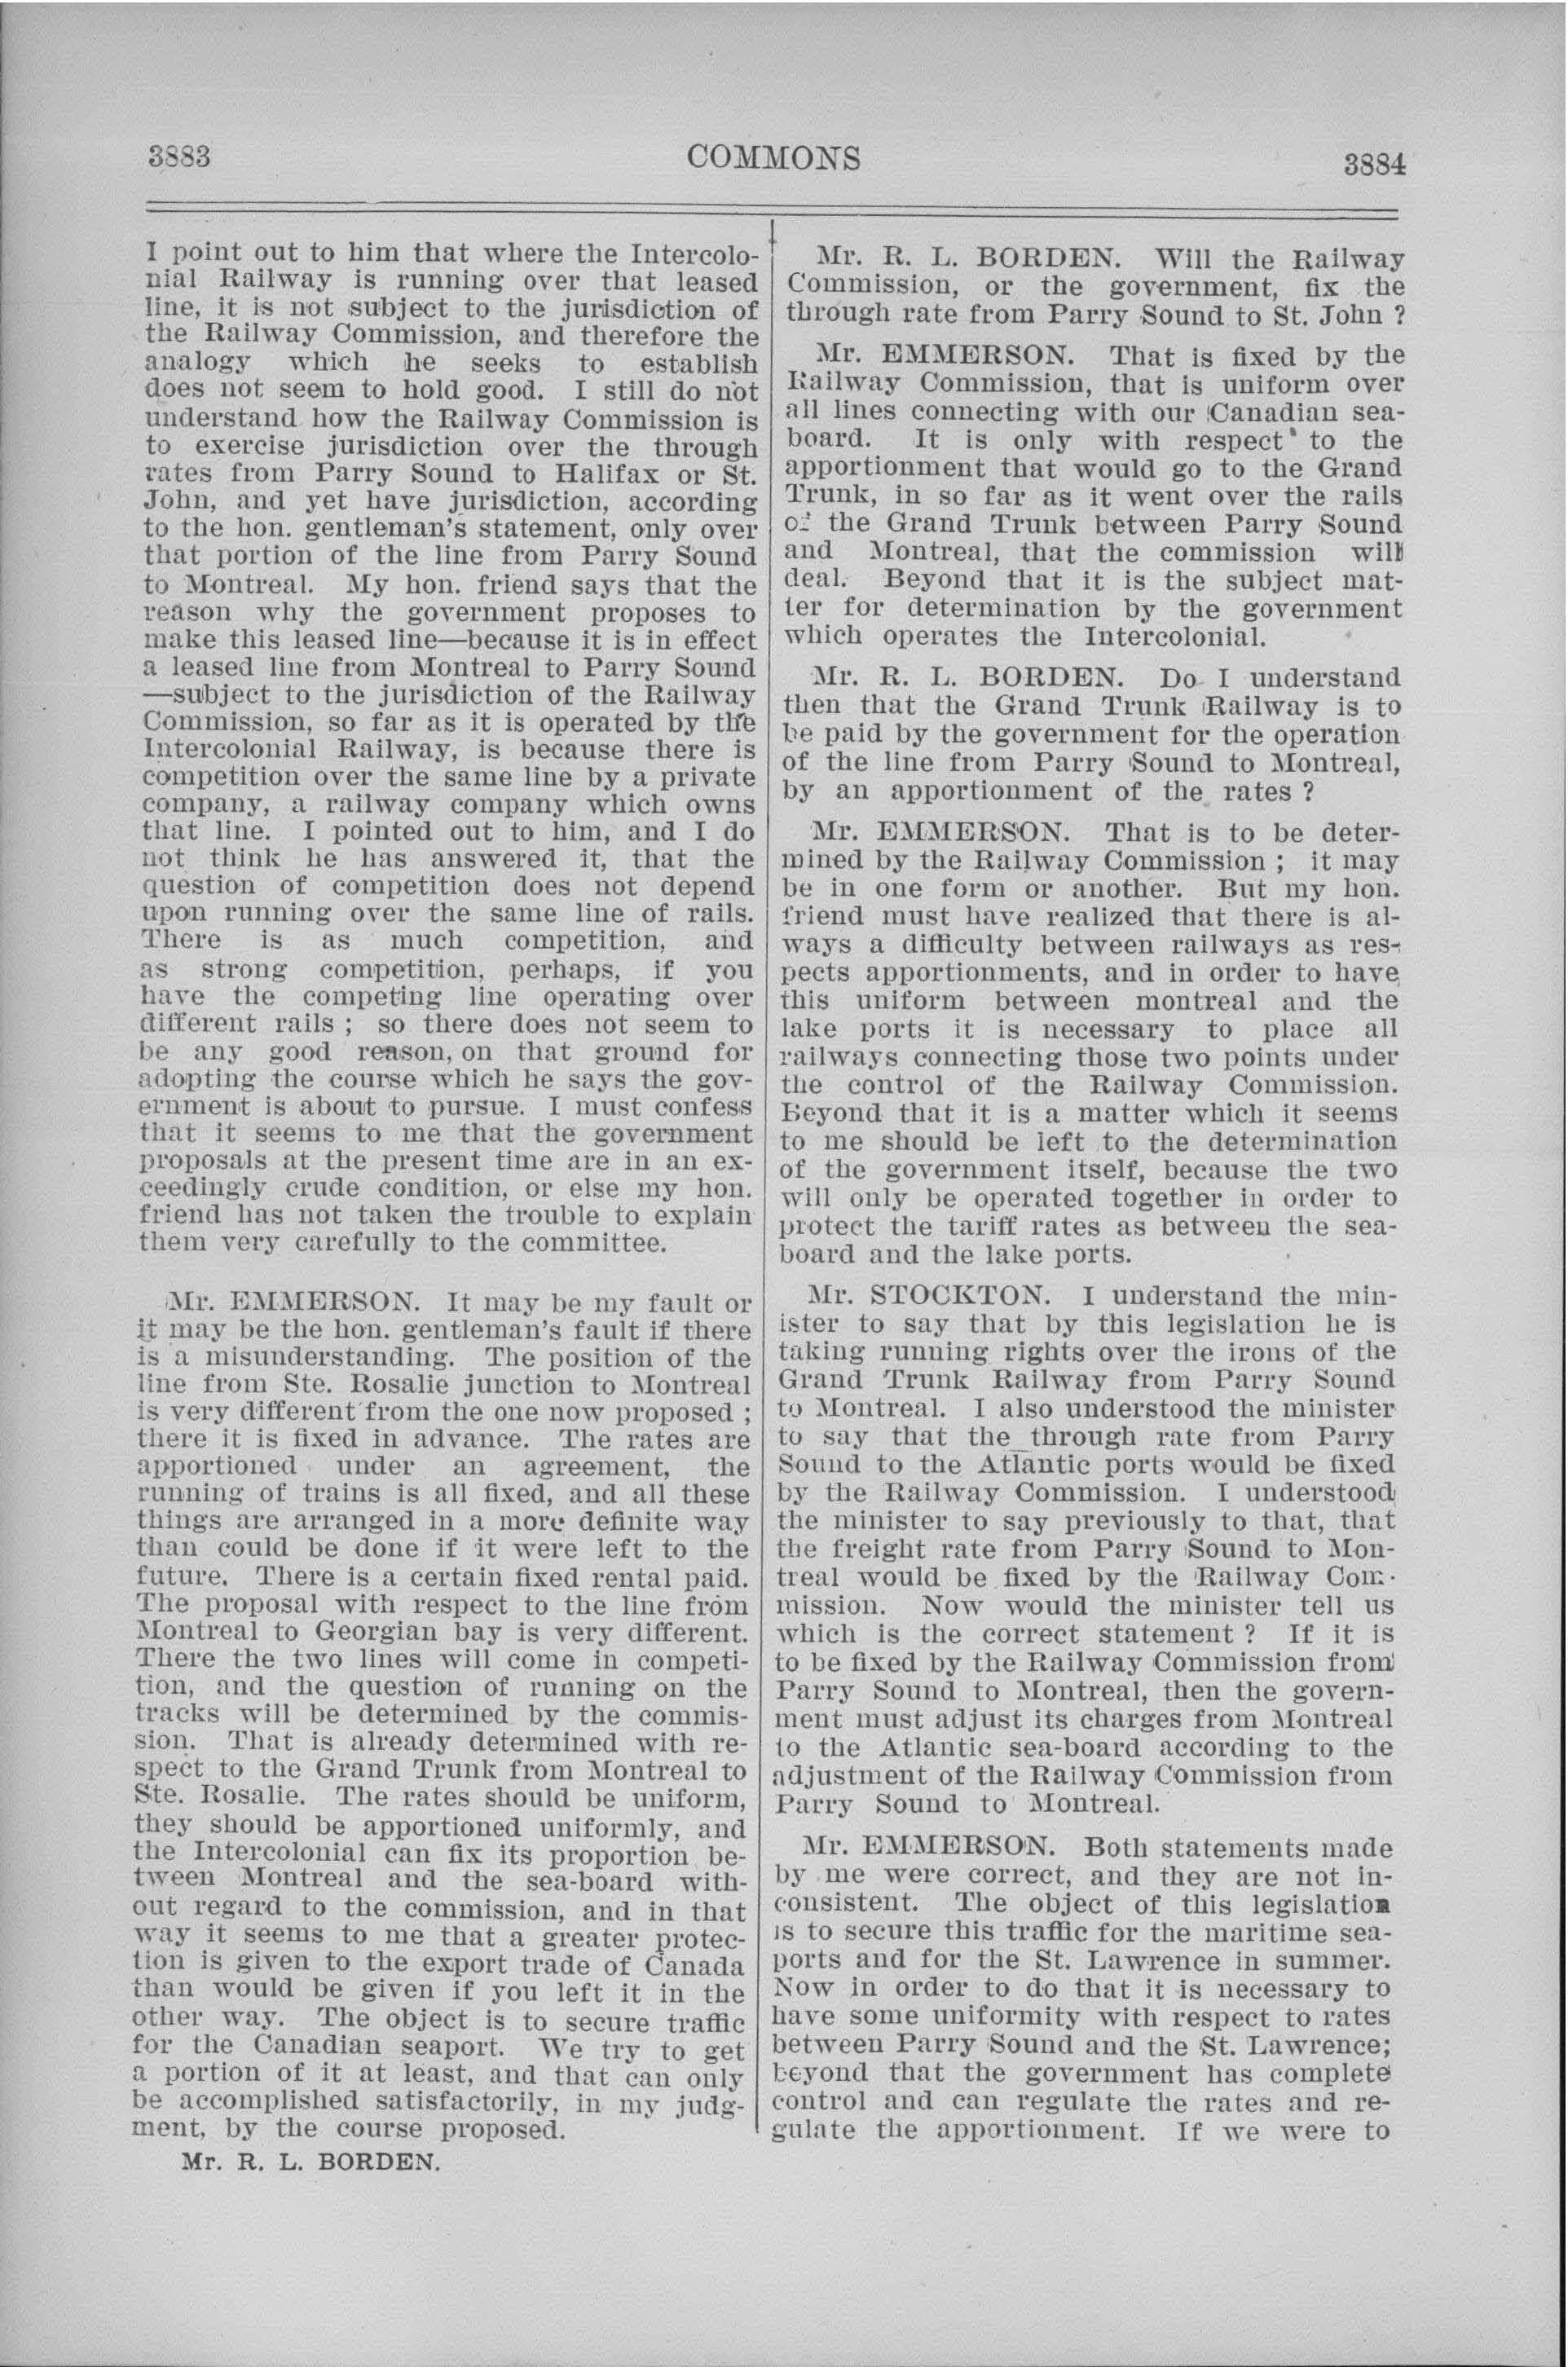 3883
COMMONS
3884
I point out to him that where the Intercolo-
nial Railway is running over that leased
line, it is not subject to the jurisdiction of
the Railway Commission, and therefore the
analogy which he seeks to establish
does not seem to hold good. I still do not
understand how the Railway Commission is
to exercise jurisdiction over the through
rates from Parry Sound to Halifax or St.
John, and yet have jurisdiction, according
to the hon. gentleman's statement, only over
that portion of the line from Parry Sound
to Montreal. My hon. friend says that the
reason why the government proposes to
make this leased line—because it is in effect
a leased line from Montreal to Parry Sound
—subject to the jurisdiction of the Railway
Commission, so far as it is operated by the
Intercolonial Railway, is because there is
competition over the same line by a private
company, a railway company which owns
that line. I pointed out to him, and I do
not think he has answered it, that the
question of competition does not depend
upon running over the same line of rails.
There is as much competition, and
as strong competition, perhaps, if you
have the competing line operating over
different rails ; so there does not seem to
be any good reason, on that ground for
adopting the course which he says the gov-
ernment is about to pursue. I must confess
that it seems to me that the government
proposals at the present time are in an ex-
ceedingly crude condition, or else my hon.
friend has not taken the trouble to explain
them very carefully to the committee.
Mr. EMMERSON. It may be my fault or
it may be the hon. gentleman's fault if there
is a misunderstanding. The position of the
line from Ste. Rosalie junction to Montreal
is very different from the one now proposed ;
there it is fixed in advance. The rates are
apportioned under an agreement, the
running of trains is all fixed, and all these
things are arranged in a more definite way
than could be done if it were left to the
future. There is a certain fixed rental paid.
The proposal with respect to the line from
Montreal to Georgian bay is very different.
There the two lines will come in competi-
tion, and the question of running on the
tracks will be determined by the commis-
sion. That is already determined with re-
spect to the Grand Trunk from Montreal to
Ste. Rosalie. The rates should be uniform,
they should be apportioned uniformly, and
the Intercolonial can fix its proportion be-
tween Montreal and the sea-board with-
out regard to the commission, and in that
way it seems to me that a greater protec-
tion is given to the export trade of Canada
than would be given if you left it in the
other way. The object is to secure traffic
for the Canadian seaport. We try to get
a portion of it at least, and that can only
be accomplished satisfactorily, in my judg-
ment, by the course proposed.
Mr. R. L. BORDEN.
Mr. R. L. BORDEN. Will the Railway
Commission, or the government, fix the
through rate from Parry Sound to St. John ?
Mr. EMMERSON. That is fixed by the
Railway Commission, that is uniform over
all lines connecting with our Canadian sea-
board. It is only with respect to the
apportionment that would go to the Grand
Trunk, in so far as it went over the rails
of the Grand Trunk between Parry Sound
and Montreal, that the commission will
deal. Beyond that it is the subject mat-
ter for determination by the government
which operates the Intercolonial.
Mr. R. L. BORDEN. Do I understand
then that the Grand Trunk Railway is to
be paid by the government for the operation
of the line from Parry Sound to Montreal,
by an apportionment of the rates ?
Mr. EMMERSON. That is to be deter-
mined by the Railway Commission ; it may
be in one form or another. But my hon.
friend must have realized that there is al-
ways a difficulty between railways as res-
pects apportionments, and in order to have
this uniform between montreal and the
lake ports it is necessary to place all
railways connecting those two points under
the control of the Railway Commission.
Beyond that it is a matter which it seems
to me should be left to the determination
of the government itself, because the two
will only be operated together in order to
protect the tariff rates as between the sea-
board and the lake ports.
Mr. STOCKTON. I understand the min-
ister to say that by this legislation he is
taking running rights over the irons of the
Grand Trunk Railway from Parry Sound
to Montreal. I also understood the minister
to say that the through rate from Parry
Sound to the Atlantic ports would be fixed
by the Railway Commission. I understood
the minister to say previously to that, that
the freight rate from Parry Sound to Mon-
treal would be fixed by the Railway Com-
mission. Now would the minister tell us
which is the correct statement ? If it is
to be fixed by the Railway Commission from
Parry Sound to Montreal, then the govern-
ment must adjust its charges from Montreal
to the Atlantic sea-board according to the
adjustment of the Railway Commission from
Parry Sound to Montreal.
Mr. EMMERSON. Both statements made
by me were correct, and they are not in-
consistent. The object of this legislation
is to secure this traffic for the maritime sea-
ports and for the St. Lawrence in summer.
Now in order to do that it is necessary to
have some uniformity with respect to rates
between Parry Sound and the St. Lawrence;
beyond that the government has complete
control and can regulate the rates and re-
gulate the apportionment. If we were to